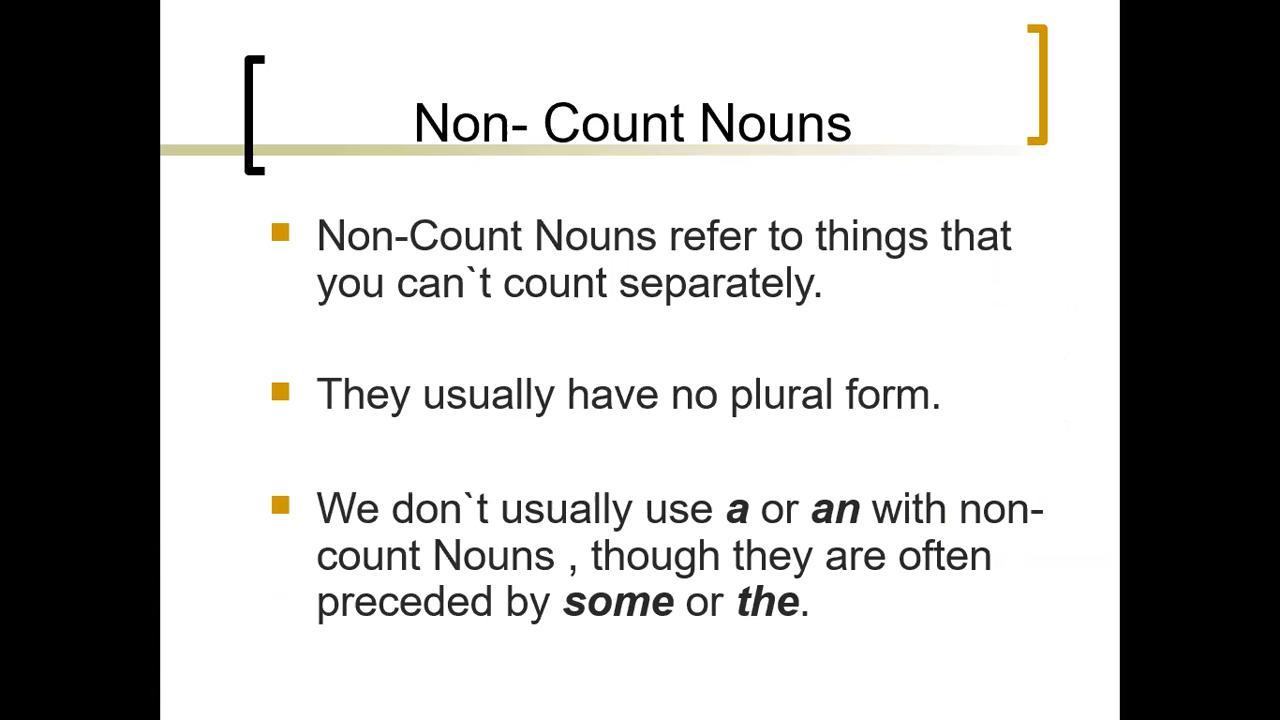 Non- Count Nouns
Non-Count Nouns refer to things that
you can`t count separately.
They usually have no plural form.
We don`t usually use a or an with non-
count Nouns , though they are often
preceded by some or the.